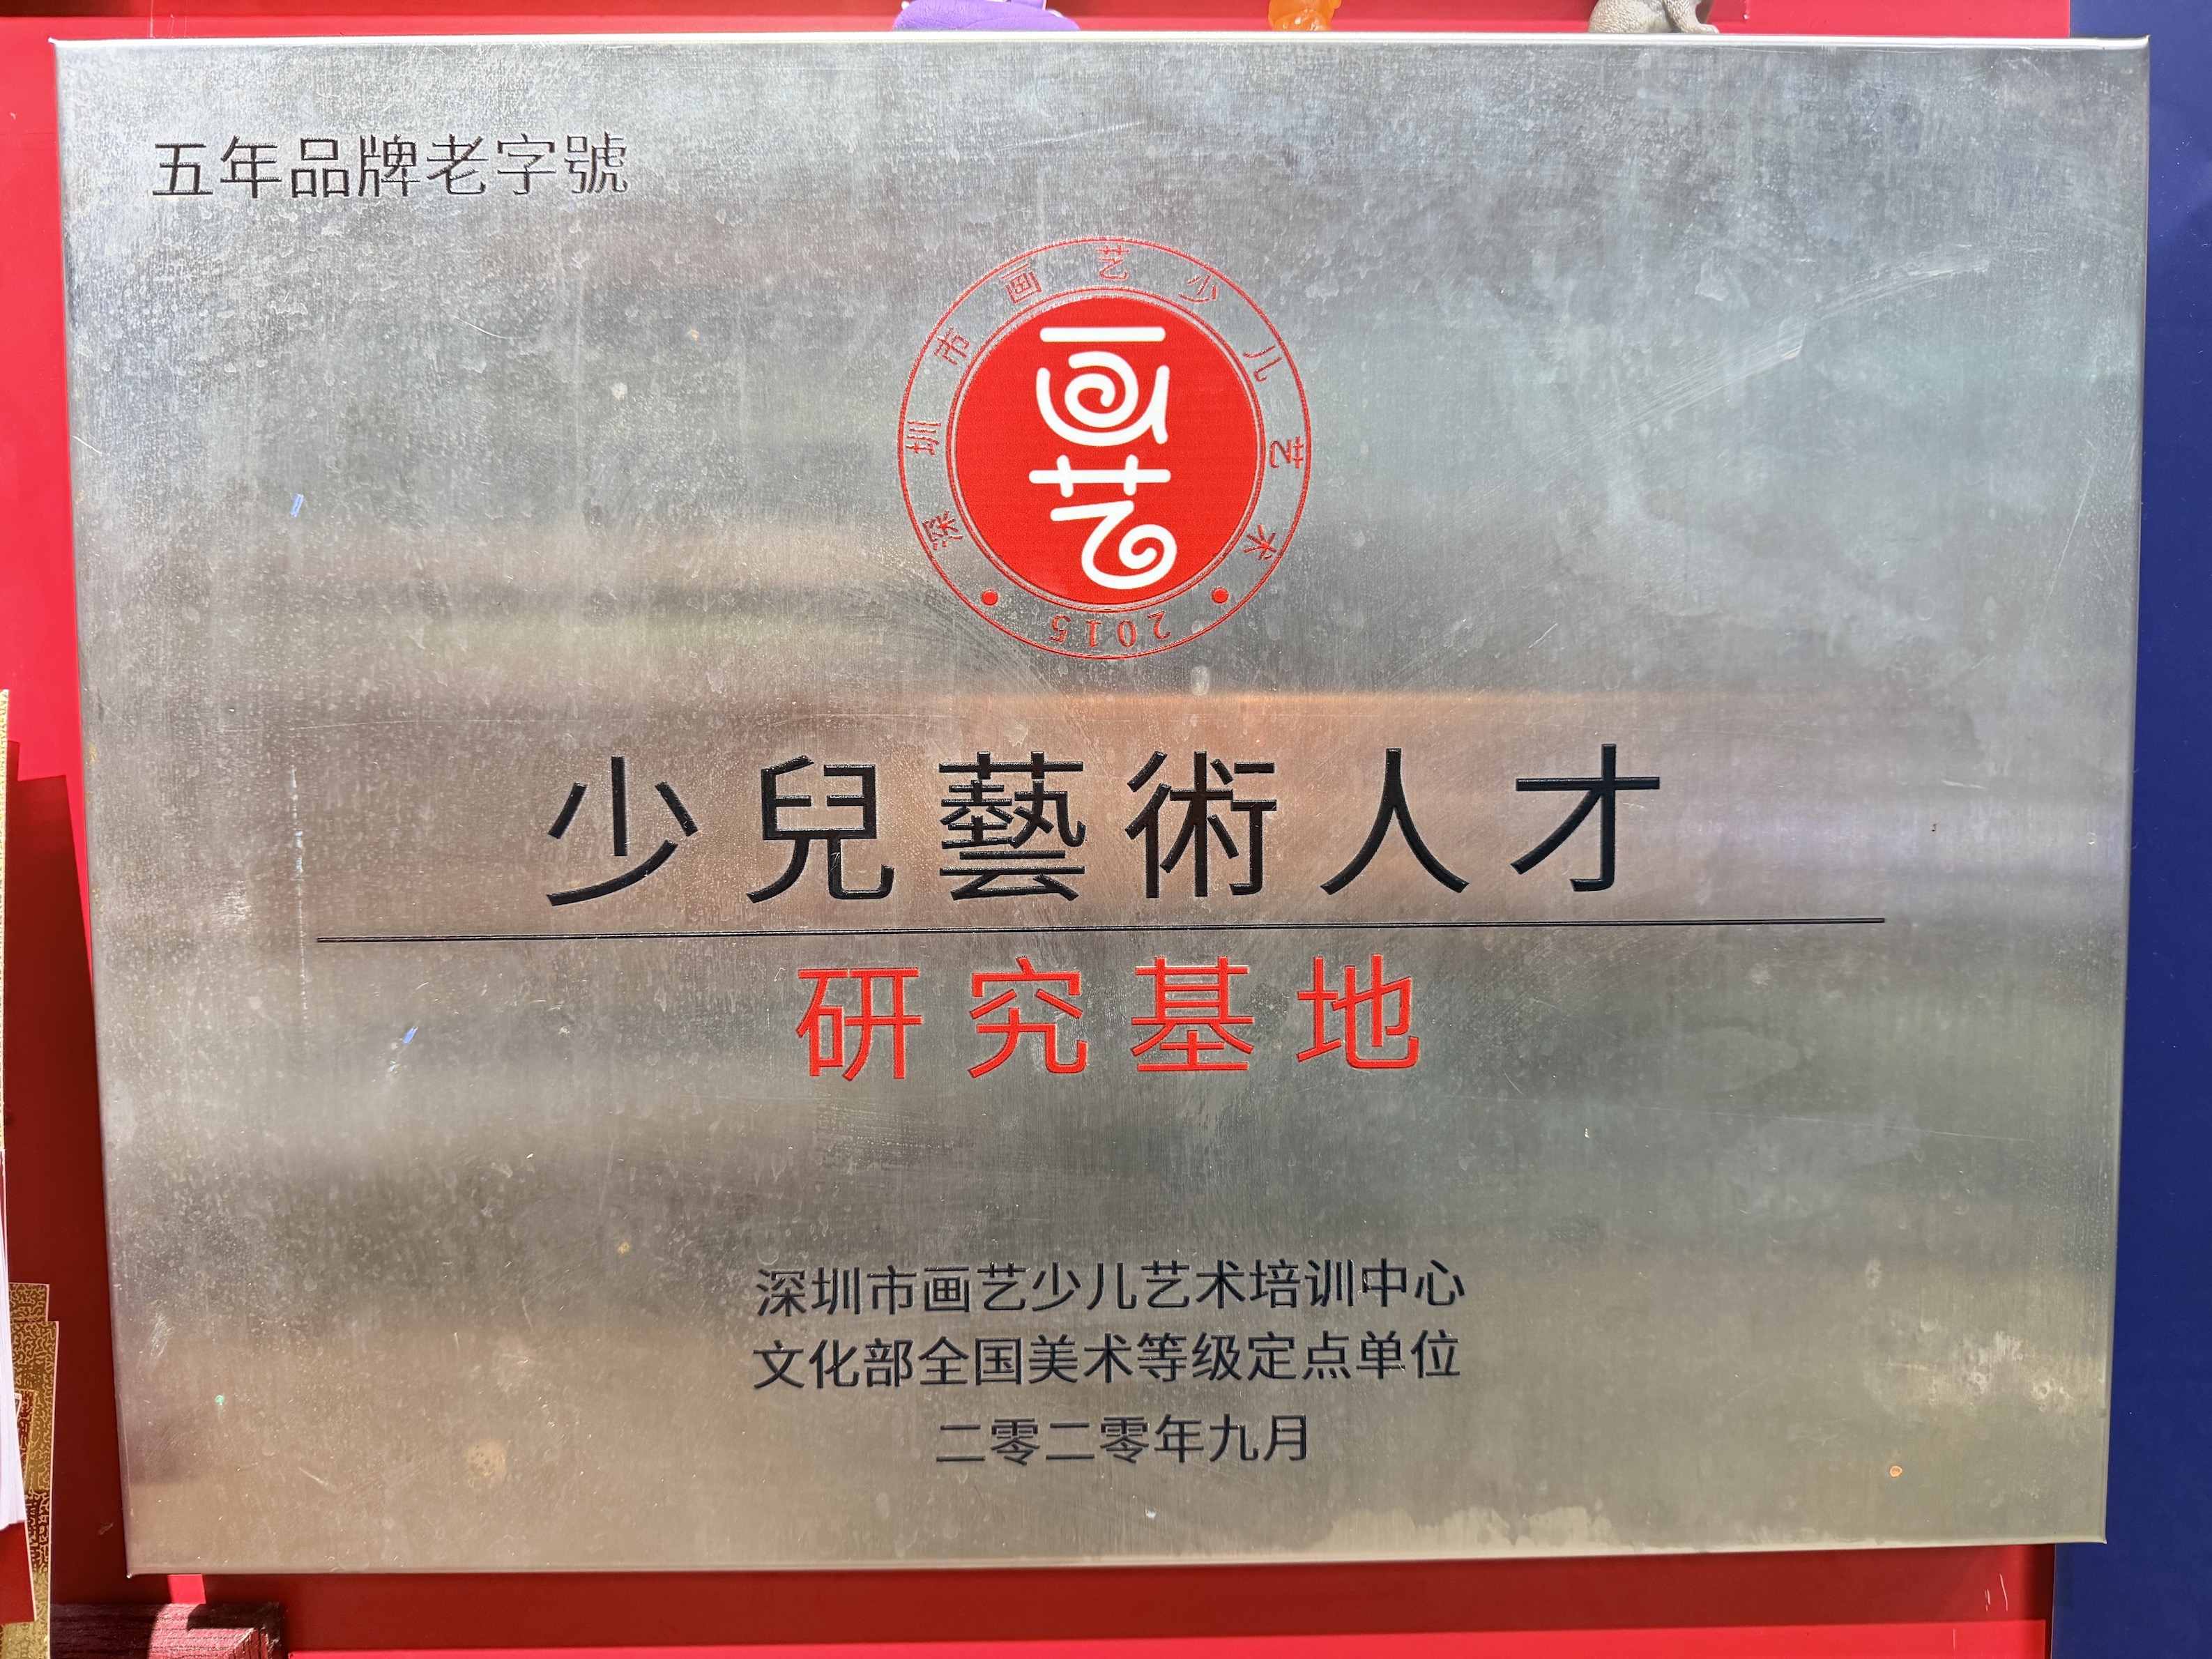 五年品牌老字號
深圳市画艺少儿艺术
画艺
2015
少兒藝術人才
研究基地
深圳市画艺少儿艺术培训中心
文化部全国美术等级定点单位
二零二零年九月